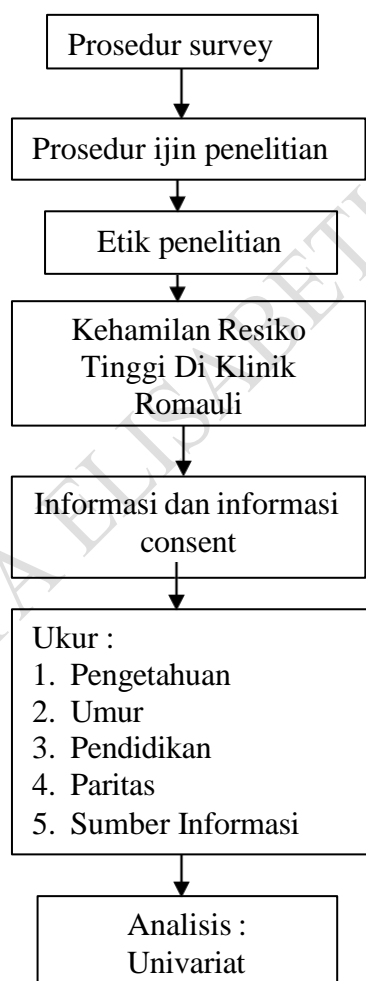 Prosedur survey
Prosedur ijin penelitian
Etik penelitian
Kehamilan Resiko
Tinggi Di Klinik
Romauli
Informasi dan informasi
consent
Ukur :
1. Pengetahuan
2. Umur
3. Pendidikan
4. Paritas
5. Sumber Informasi
Analisis :
Univariat